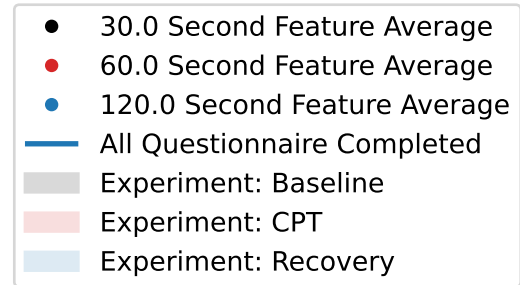 30.0 Second Feature Average
60.0 Second Feature Average
120.0 Second Feature Average
All Questionnaire Completed
Experiment: Baseline
Experiment: CPT
Experiment: Recovery